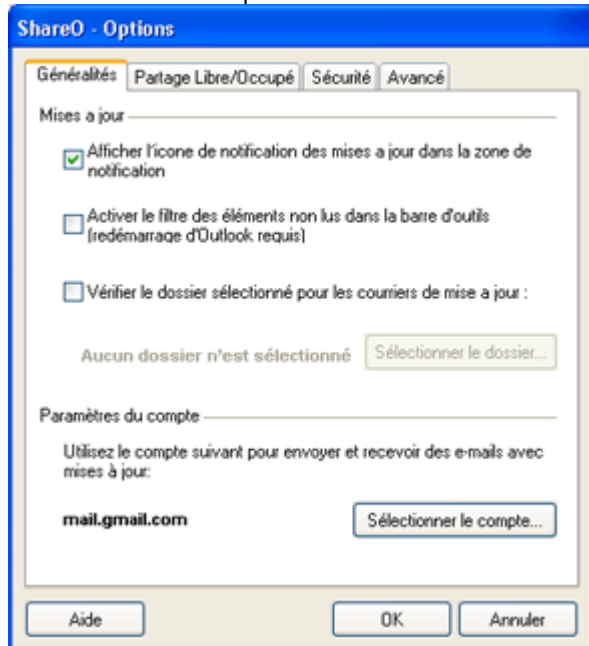 ShareO - Options
Généralités Partage Libre/Occupé Sécurité Avancé
Mises a jour
Afficher l'icone de notification des mises a jour dans la zone de
notification
Activer le filtre des éléments non lus dans la barre d'outils
(redémarrage d'Outlook requis)
Vérifier le dossier sélectionné pour les courriers de mise a jour :
Aucun dossier n'est sélectionné Sélectionner le dossier...
Paramètres du compte
Utilisez le compte suivant pour envoyer et recevoir des e-mails avec
mises à jour:
mail.gmail.com Sélectionner le compte...
Aide OK Annuler